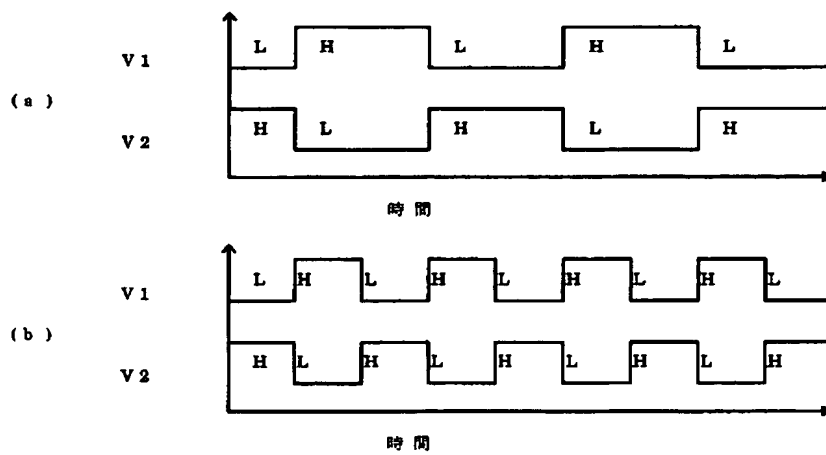 L H L H L
V1
(a)
H L H L H
V2
時間
L H L H L H L H L
V1
(b)
H L H L H L H L H
V2
時間